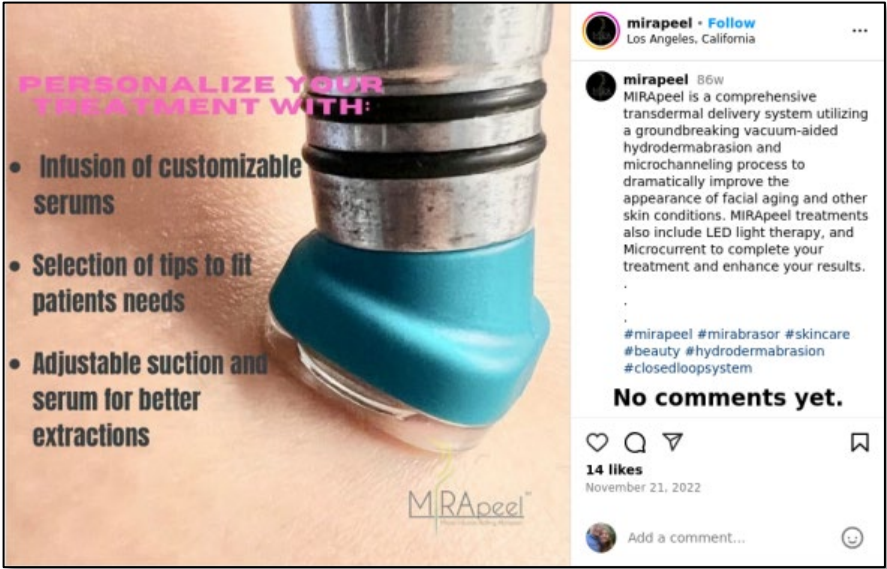 PERSONALIZE YOUR
TREATMENT WITH:
• Infusion of customizable
serums
• Selection of tips to fit
patients needs
• Adjustable suction and
serum for better
extractions
MIRApeel
mirapeel • Follow
Los Angeles, California
mirapeel 86w
MIRApeel is a comprehensive
transdermal delivery system utilizing
a groundbreaking vacuum-aided
hydrodermabrasion and
microchanneling process to
dramatically improve the
appearance of facial aging and other
skin conditions. MIRApeel treatments
also include LED light therapy, and
Microcurrent to complete your
treatment and enhance your results.
.
.
.
#mirapeel #mirabrasor #skincare
#beauty #hydrodermabrasion
#closedloopsystem
No comments yet.
14 likes
November 21, 2022
Add a comment...